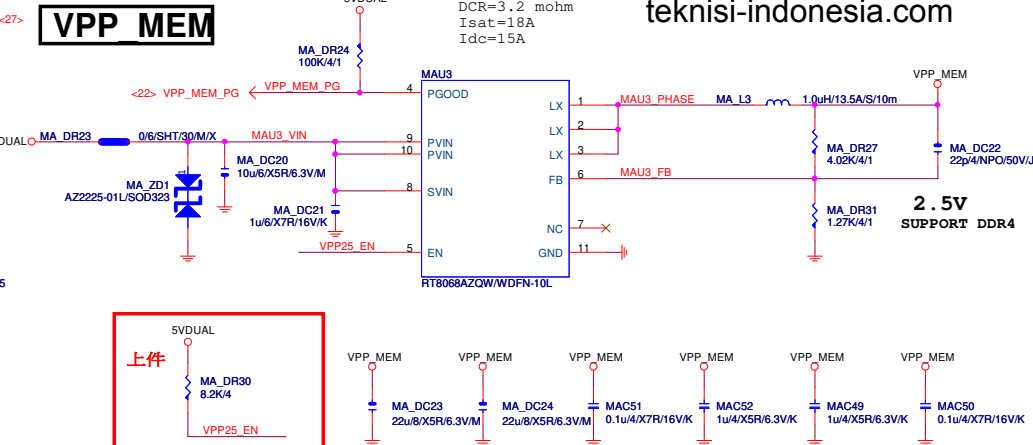 <27>
VPP_MEM
DCR=3.2 mohm
Isat=18A
Idc=15A
teknisi-indonesia.com
MA_DR24
100K/4/1
<22> VPP_MEM_PG
VPP_MEM_PG
MAU3
4
PGOOD
MA_DR23
0/6/SHT/30/M/X
MAU3_VIN
9
PVIN
10
PVIN
8
SVIN
MA_DC20
10u/6/X5R/6.3V/M
MA_ZD1
AZ2225-01L/SOD323
MA_DC21
1u/6/X7R/16V/K
VPP25_EN
5
EN
LX
1
LX
2
LX
3
FB
6
NC
7
GND
11
RT8068AZQW/WDFN-10L
MAU3_PHASE
MA_L3
1.0uH/13.5A/S/10m
VPP_MEM
MA_DR27
4.02K/4/1
MA_DC22
22p/4/NPO/50V/J
MAU3_FB
MA_DR31
1.27K/4/1
2.5V
SUPPORT DDR4
5VDUAL
上件
MA_DR30
8.2K/4
VPP25_EN
VPP_MEM
MA_DC23
22u/8/X5R/6.3V/M
VPP_MEM
MA_DC24
22u/8/X5R/6.3V/M
VPP_MEM
MAC51
0.1u/4/X7R/16V/K
VPP_MEM
MAC52
1u/4/X5R/6.3V/K
VPP_MEM
MAC49
1u/4/X5R/6.3V/K
VPP_MEM
MAC50
0.1u/4/X7R/16V/K